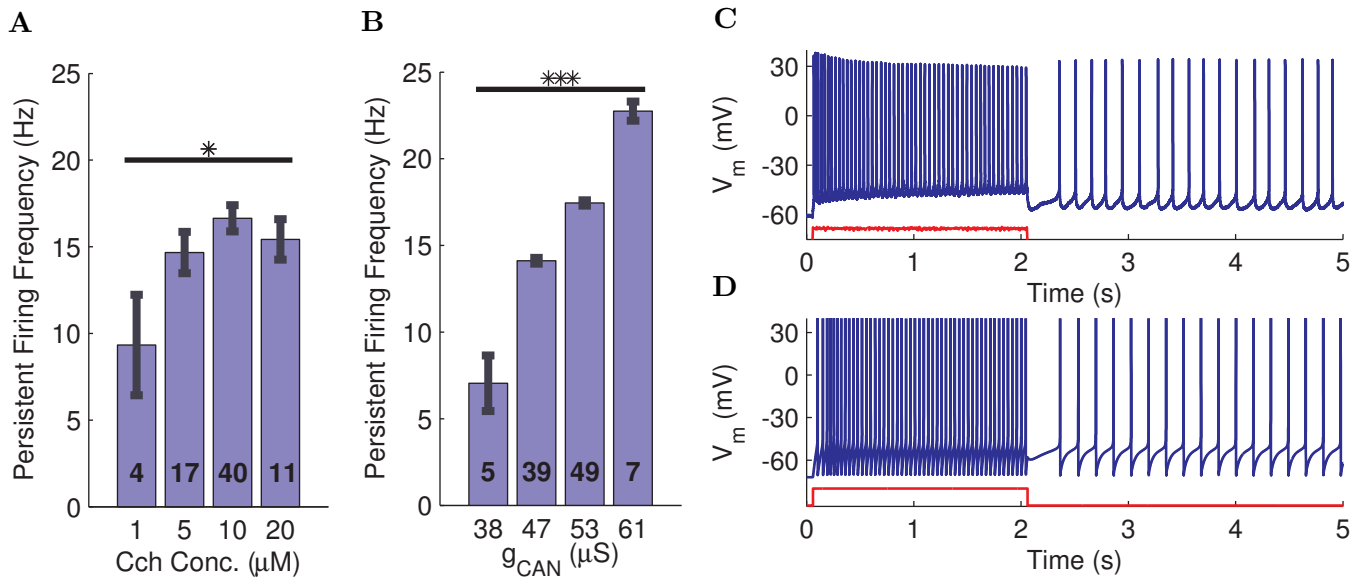 A
Persistent Firing Frequency (Hz)
25
20
15
10
5
0
*
4 17 40 11
1 5 10 20
Cch Conc. (μM)
B
Persistent Firing Frequency (Hz)
25
20
15
10
5
0
***
5 39 49 7
38 47 53 61
g_CAN (μS)
C
V_m (mV)
30
0
-30
-60
0 1 2 3 4 5
Time (s)
D
V_m (mV)
30
0
-30
-60
0 1 2 3 4 5
Time (s)